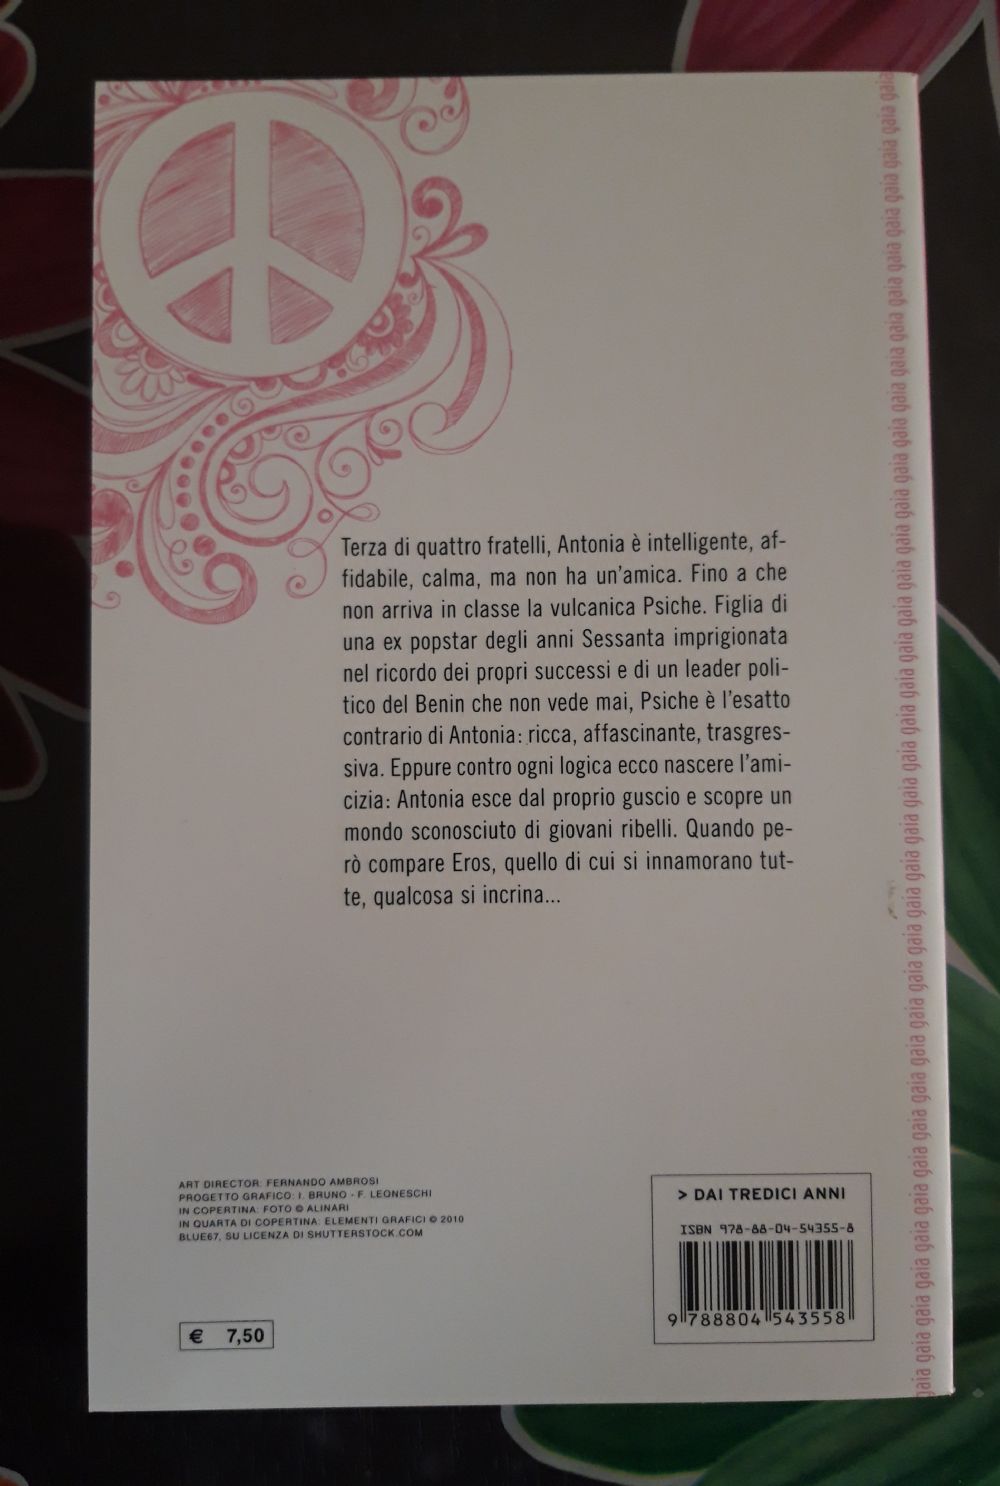 Terza di quattro fratelli, Antonia è intelligente, af-
fidabile, calma, ma non ha un'amica. Fino a che
non arriva in classe la vulcanica Psiche. Figlia di
una ex popstar degli anni Sessanta imprigionata
nel ricordo dei propri successi e di un leader poli-
tico del Benin che non vede mai, Psiche è l'esatto
contrario di Antonia: ricca, affascinante, trasgres-
siva. Eppure contro ogni logica ecco nascere l'ami-
cizia: Antonia esce dal proprio guscio e scopre un
mondo sconosciuto di giovani ribelli. Quando pe-
rò compare Eros, quello di cui si innamorano tut-
te, qualcosa si incrina...
ART DIRECTOR: FERNANDO AMBROSI
PROGETTO GRAFICO: I. BRUNO - F. LEONESCHI
IN COPERTINA: FOTO © ALINARI
IN QUARTA DI COPERTINA: ELEMENTI GRAFICI © 2010
BLUE67, SU LICENZA DI SHUTTERSTOCK.COM
€ 7,50
> DAI TREDICI ANNI
ISBN 978-88-04-54355-8
9 788804 543558
gaia gaia gaia gaia gaia gaia gaia gaia gaia gaia gaia gaia gaia gaia gaia gaia gaia gaia gaia gaia gaia gaia gaia gaia gaia gaia gaia gaia gaia gaia